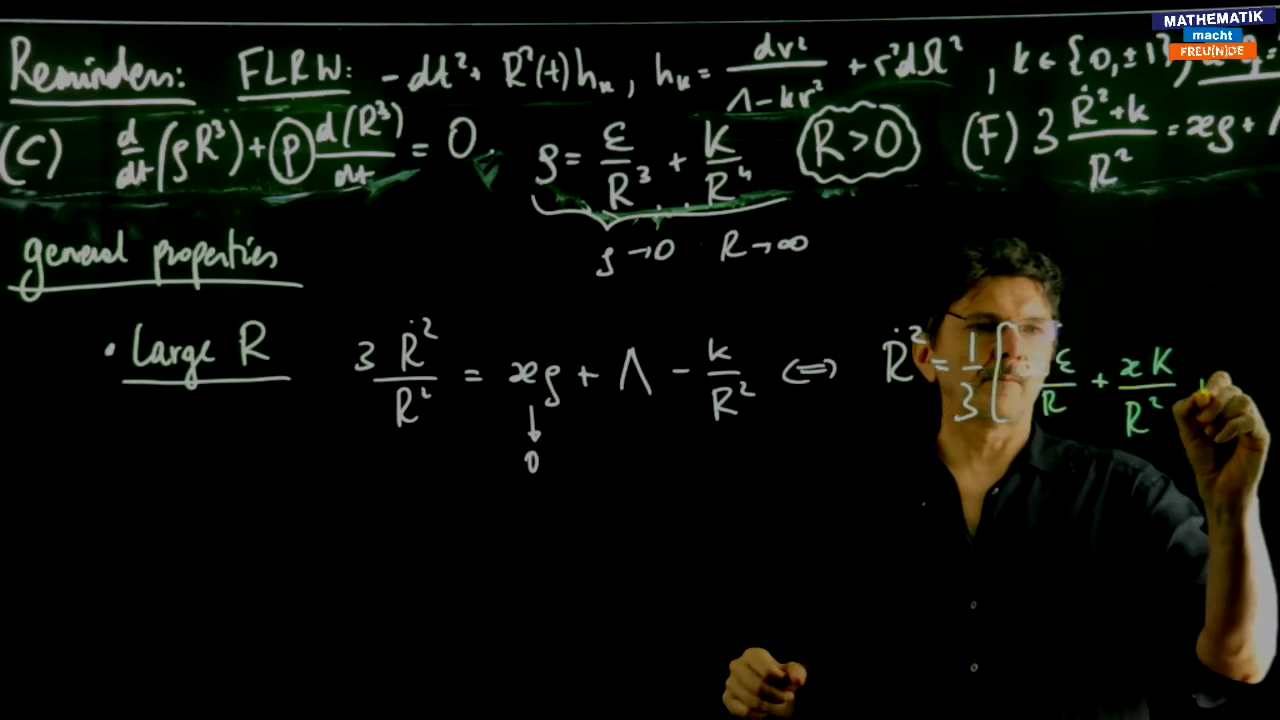 MATHEMATIK
macht
FREU(N)DE
Reminders: FLRW: -dt² + R²(t)h_k, h_k = dr²/(1-kr²) + r²dΩ², k∈{0,±1},
(C) d/dt(ρR³) + p d(R³)/dt = 0. ρ = ε/R³ + K/R⁴ R>0 (F) 3 (Ṙ²+k)/R² = ϰρ + Λ
ρ→0 R→∞
general properties
• Large R 3 Ṙ²/R² = ϰρ + Λ - k/R² ⇔ Ṙ² = 1/3 [ ε/R + ϰK/R²
↓
0